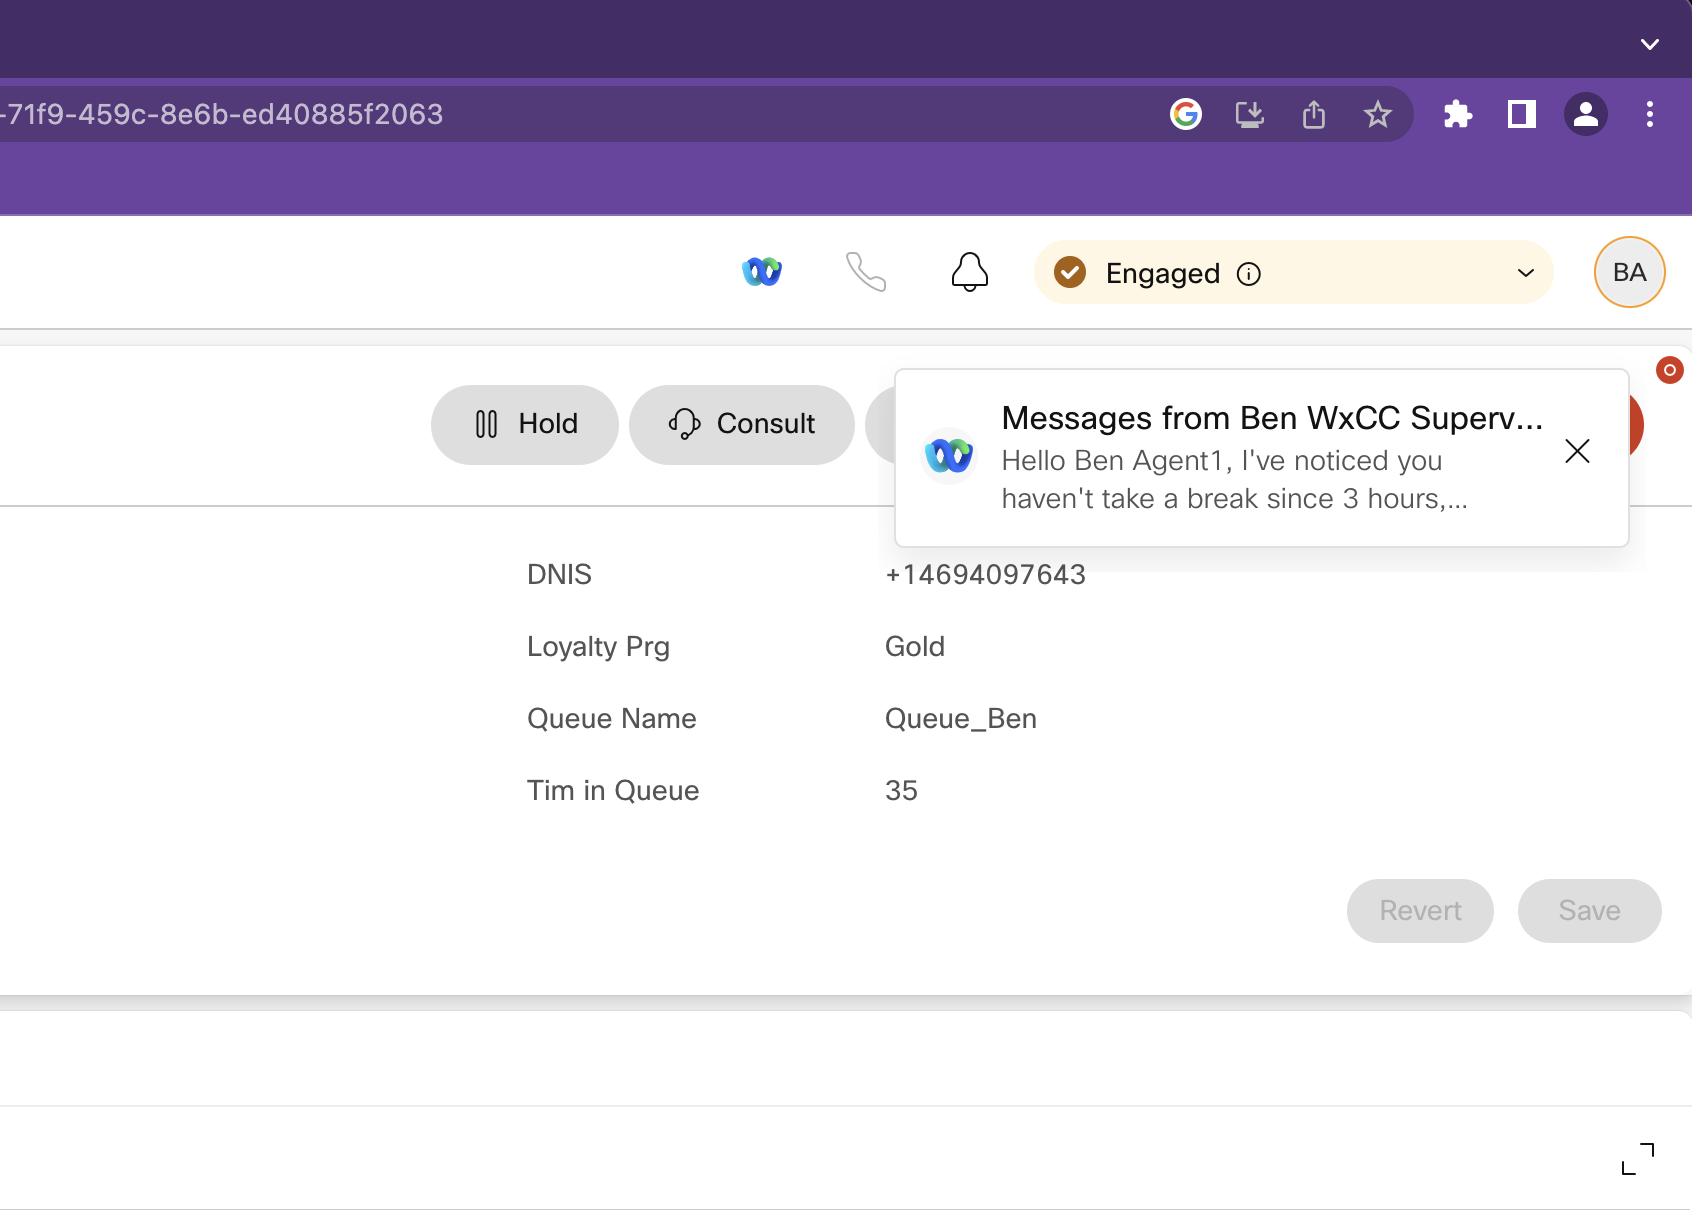 -71f9-459c-8e6b-ed40885f2063
Engaged
BA
Hold
Consult
Messages from Ben WxCC Superv...
Hello Ben Agent1, I've noticed you
haven't take a break since 3 hours,...
DNIS +14694097643
Loyalty Prg Gold
Queue Name Queue_Ben
Tim in Queue 35
Revert
Save